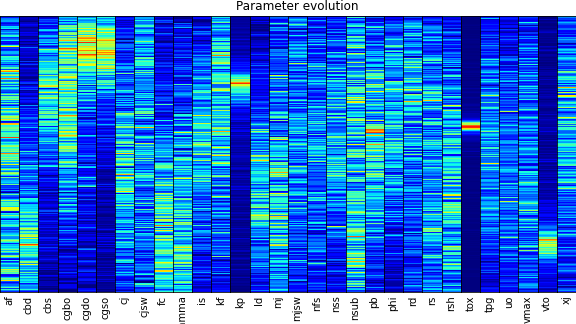 Parameter evolution
af cbd cbs cgbo cgdo cgso cj cjsw fc mma is kf kp ld mj mjsw nfs nss nsub pb phi rd rs rsh tox tpg uo vmax vto xj